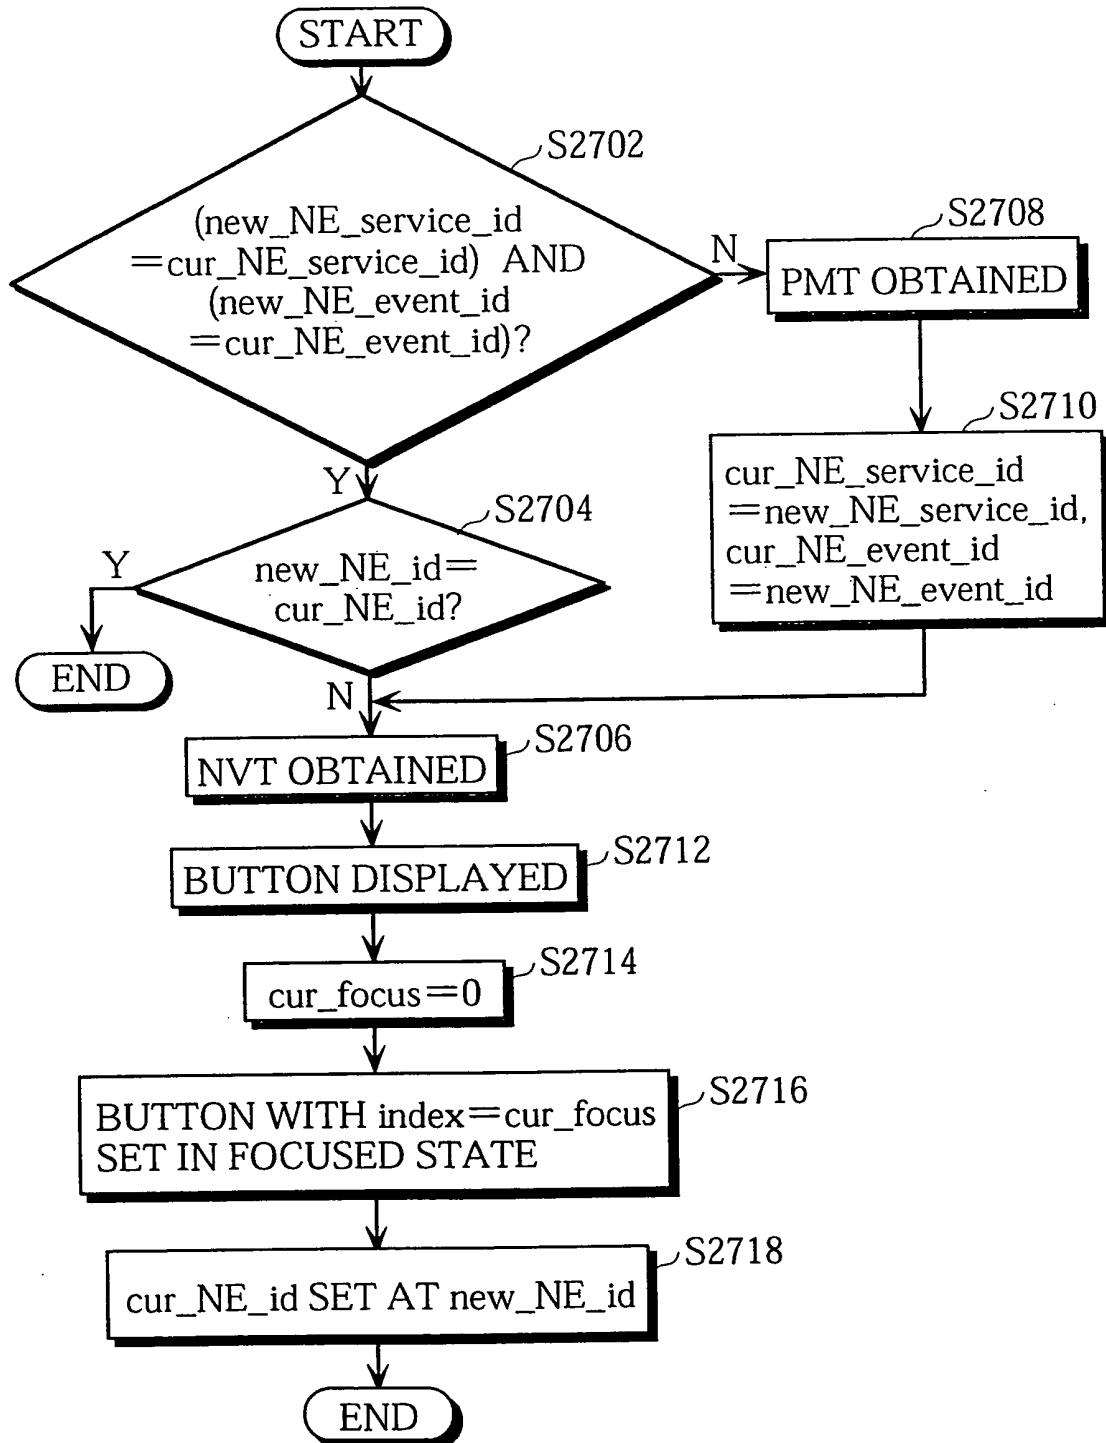 START
S2702
(new_NE_service_id
=cur_NE_service_id) AND
(new_NE_event_id
=cur_NE_event_id)?
N
S2708
PMT OBTAINED
S2710
cur_NE_service_id
=new_NE_service_id,
cur_NE_event_id
=new_NE_event_id
Y
S2704
new_NE_id=
cur_NE_id?
Y
END
N
S2706
NVT OBTAINED
S2712
BUTTON DISPLAYED
S2714
cur_focus=0
S2716
BUTTON WITH index=cur_focus
SET IN FOCUSED STATE
S2718
cur_NE_id SET AT new_NE_id
END